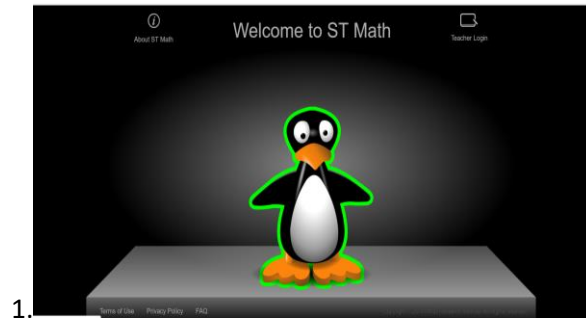 Welcome to ST Math
About ST Math
Teacher Login
Terms of Use Privacy Policy FAQ
1.